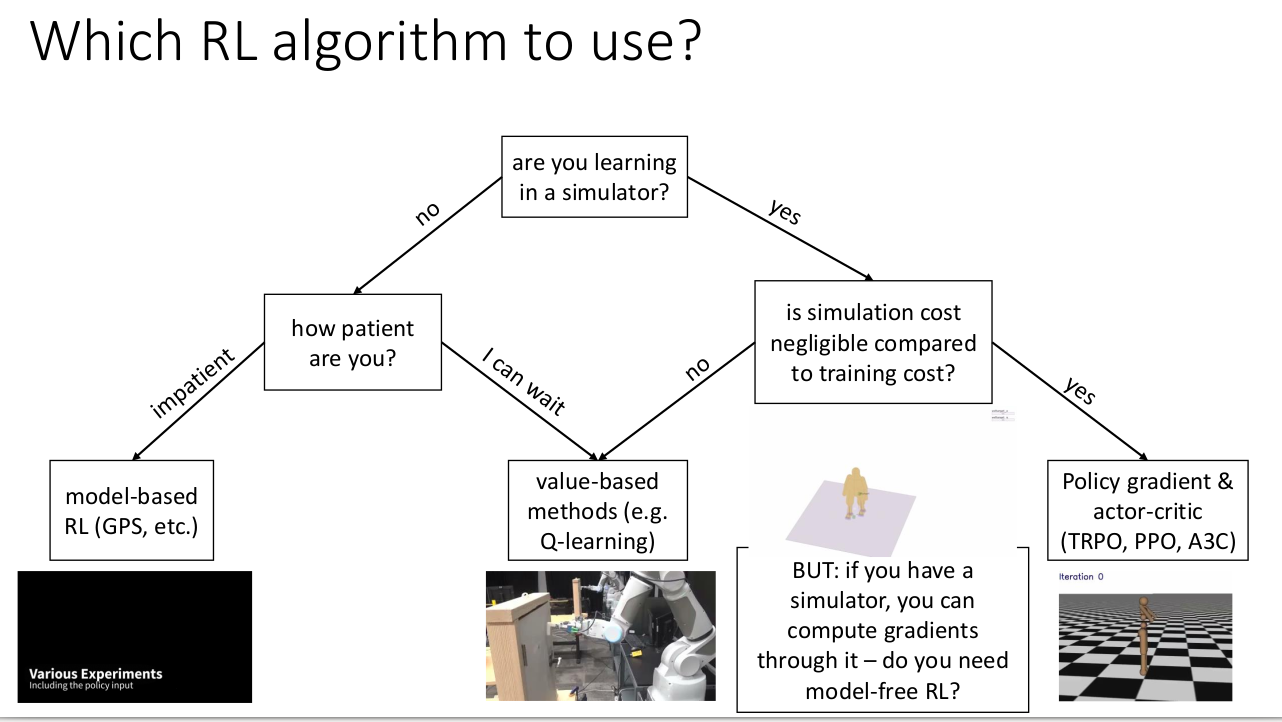 Which RL algorithm to use?
are you learning
in a simulator?
no
yes
how patient
are you?
is simulation cost
negligible compared
to training cost?
impatient
I can wait
no
yes
model-based
RL (GPS, etc.)
value-based
methods (e.g.
Q-learning)
Policy gradient &
actor-critic
(TRPO, PPO, A3C)
BUT: if you have a
simulator, you can
compute gradients
through it – do you need
model-free RL?
Iteration 0
Various Experiments
Including the policy input